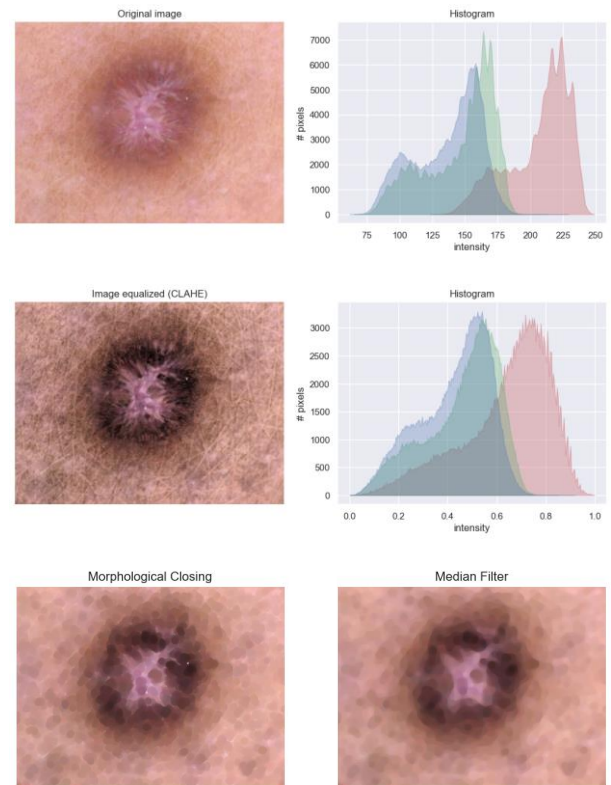 Original image
Histogram
7000
6000
5000
4000
3000
2000
1000
0
# pixels
75 100 125 150 175 200 225 250
intensity
Image equalized (CLAHE)
Histogram
3000
2500
2000
1500
1000
500
0
# pixels
0.0 0.2 0.4 0.6 0.8 1.0
intensity
Morphological Closing
Median Filter